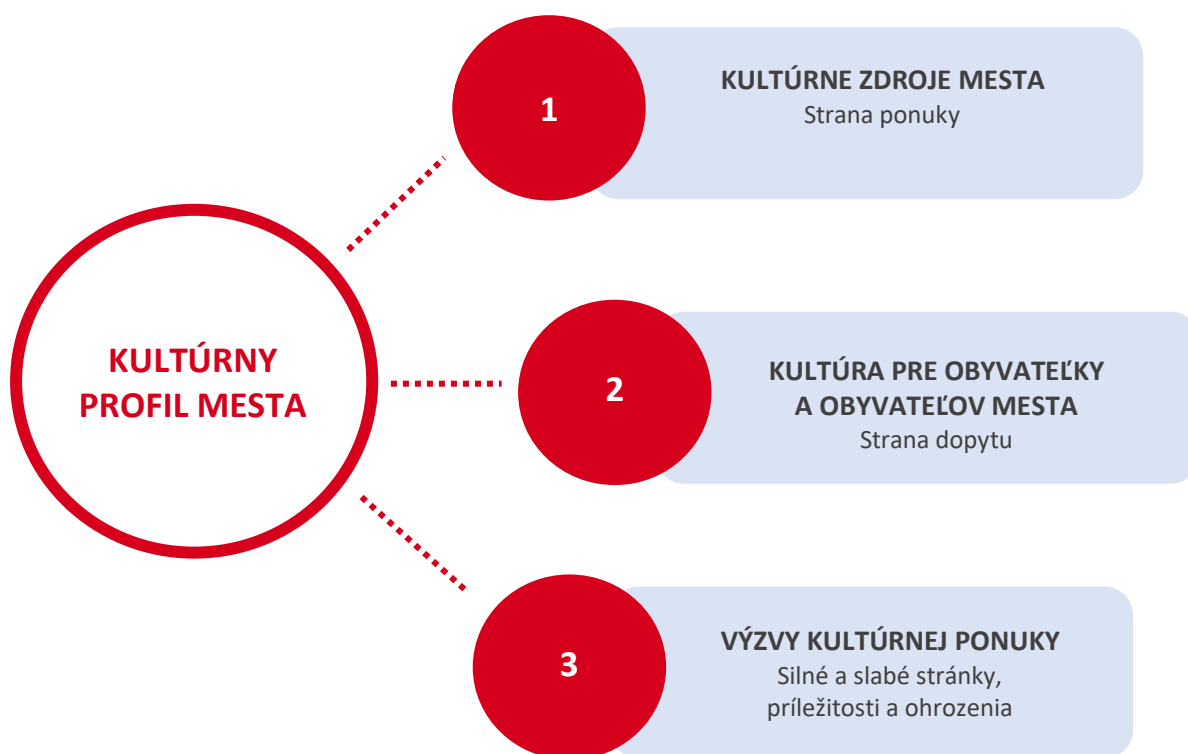 KULTÚRNY
PROFIL MESTA
1
KULTÚRNE ZDROJE MESTA
Strana ponuky
2
KULTÚRA PRE OBYVATEĽKY
A OBYVATEĽOV MESTA
Strana dopytu
3
VÝZVY KULTÚRNEJ PONUKY
Silné a slabé stránky,
príležitosti a ohrozenia